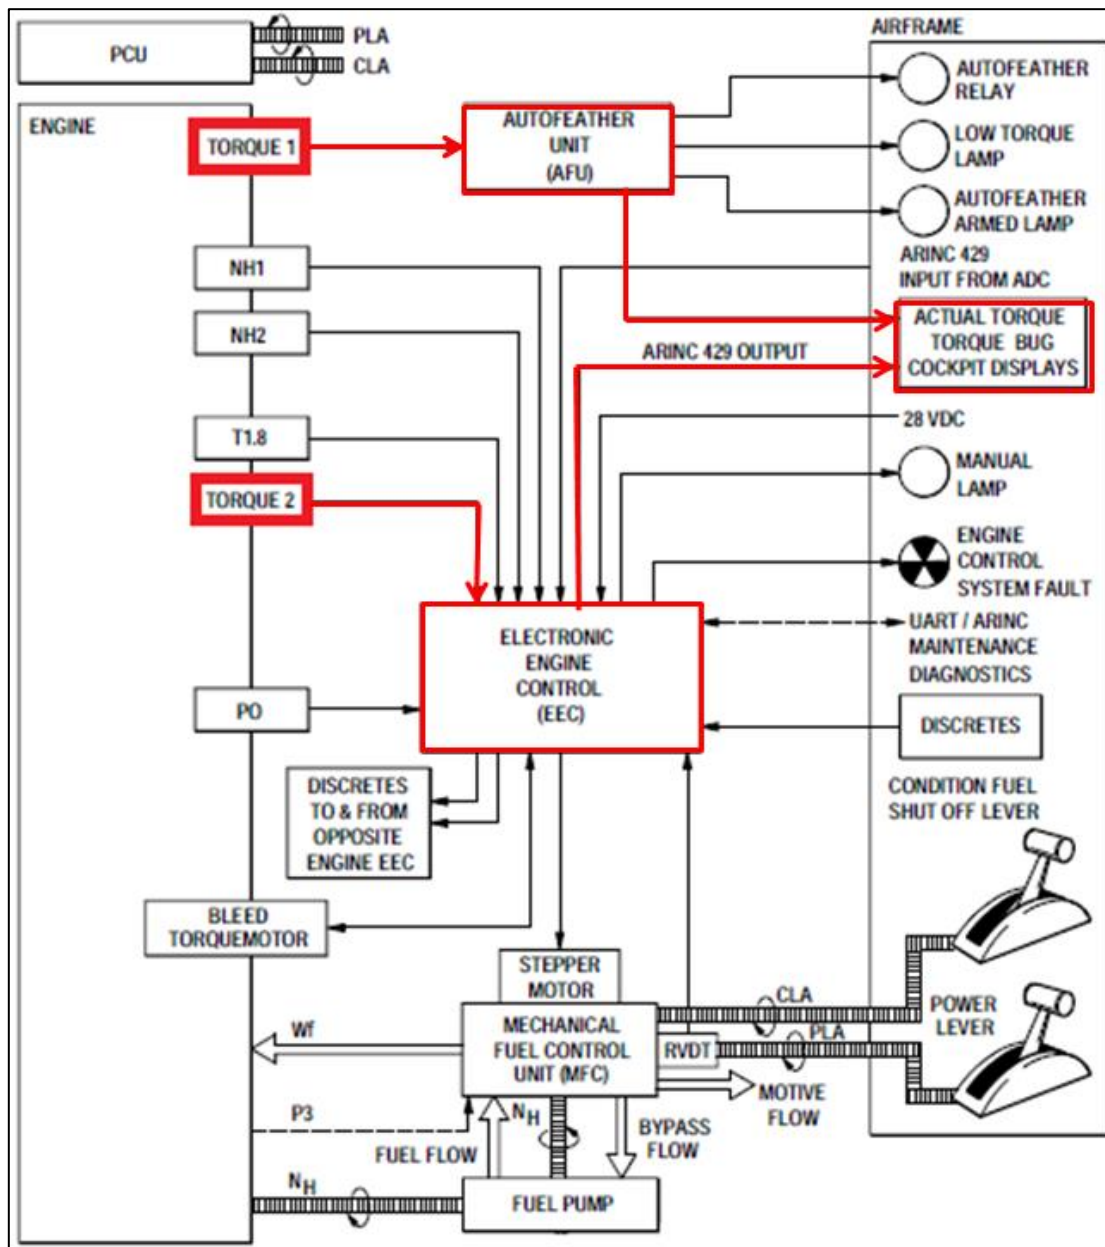 PCU
PLA
CLA
AIRFRAME
ENGINE
TORQUE 1
AUTOFEATHER
UNIT
(AFU)
AUTOFEATHER
RELAY
LOW TORQUE
LAMP
AUTOFEATHER
ARMED LAMP
NH1
ARINC 429
INPUT FROM ADC
NH2
ACTUAL TORQUE
TORQUE BUG
COCKPIT DISPLAYS
ARINC 429 OUTPUT
T1.8
28 VDC
TORQUE 2
MANUAL
LAMP
ENGINE
CONTROL
SYSTEM FAULT
ELECTRONIC
ENGINE
CONTROL
(EEC)
UART / ARINC
MAINTENANCE
DIAGNOSTICS
PO
DISCRETES
DISCRETES
TO & FROM
OPPOSITE
ENGINE EEC
CONDITION FUEL
SHUT OFF LEVER
BLEED
TORQUEMOTOR
STEPPER
MOTOR
CLA
POWER
LEVER
Wf
MECHANICAL
FUEL CONTROL
UNIT (MFC)
RVDT
PLA
MOTIVE
FLOW
P3
NH
FUEL FLOW
BYPASS
FLOW
NH
FUEL PUMP